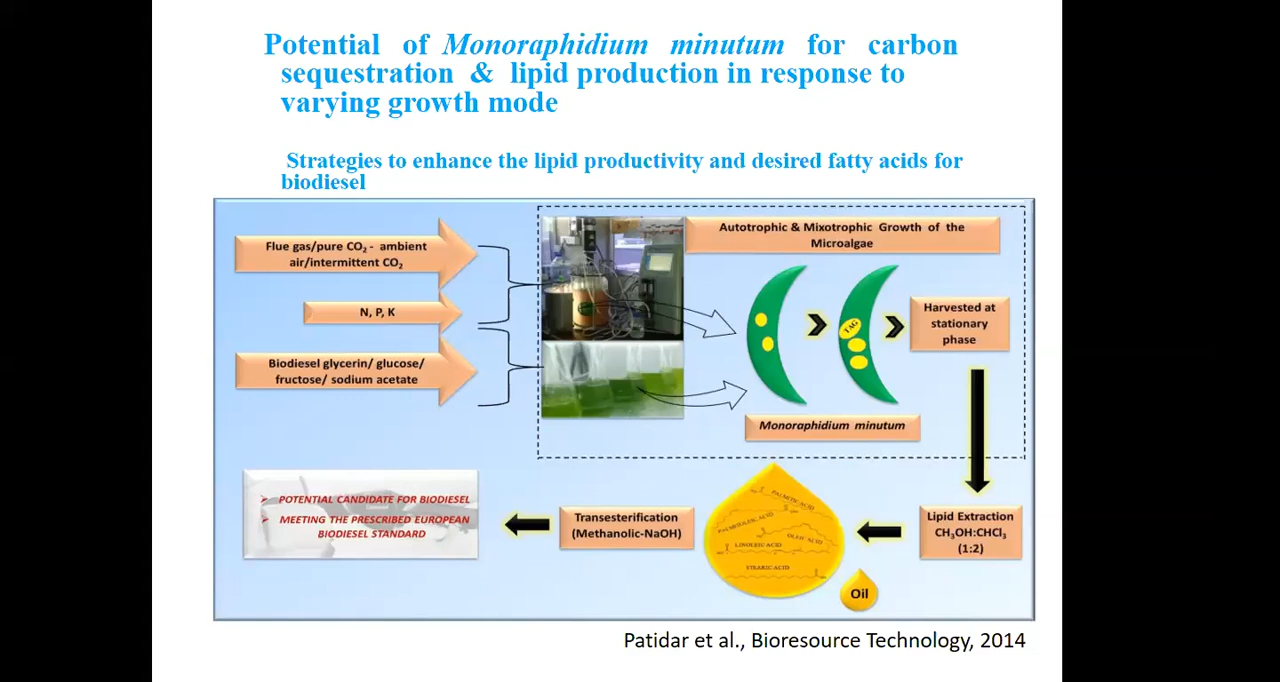 Potential of Monoraphidium minutum for carbon
sequestration & lipid production in response to
varying growth mode
Strategies to enhance the lipid productivity and desired fatty acids for
biodiesel
Flue gas/pure CO₂ - ambient
air/intermittent CO₂
N, P, K
Biodiesel glycerin/ glucose/
fructose/ sodium acetate
Autotrophic & Mixotrophic Growth of the
Microalgae
TAG
Harvested at
stationary
phase
Monoraphidium minutum
Lipid Extraction
CH₃OH:CHCl₃
(1:2)
PALMITIC ACID
PALMITOLEIC ACID
OLEIC ACID
LINOLEIC ACID
STEARIC ACID
Oil
Transesterification
(Methanolic-NaOH)
➢ POTENTIAL CANDIDATE FOR BIODIESEL
➢ MEETING THE PRESCRIBED EUROPEAN
BIODIESEL STANDARD
Patidar et al., Bioresource Technology, 2014